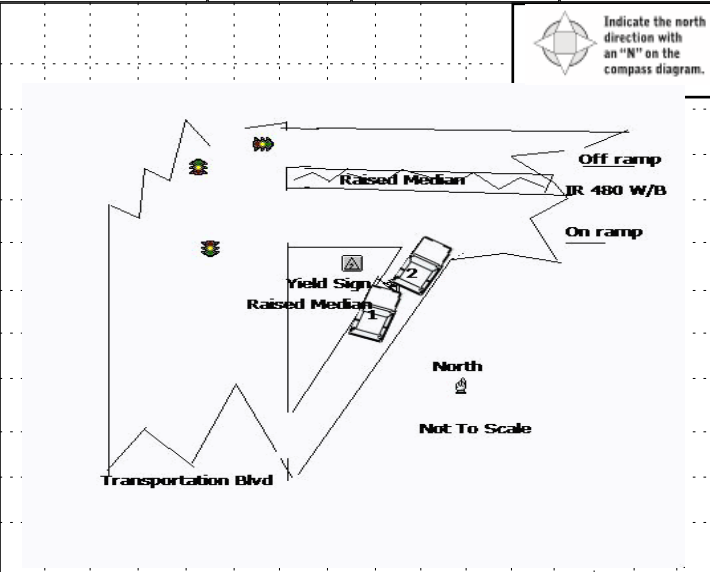 Indicate the north
direction with
an "N" on the
compass diagram.
Off ramp
Raised Median
IR 480 W/B
On ramp
2
Yield Sign
Raised Median
1
North
Not To Scale
Transportation Blvd